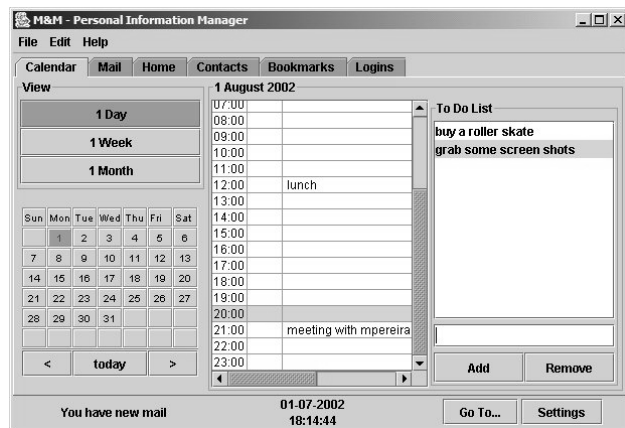 M&M - Personal Information Manager
File Edit Help
Calendar Mail Home Contacts Bookmarks Logins
View
1 Day
1 Week
1 Month
Sun Mon Tue Wed Thu Fri Sat
1 2 3 4 5 6
7 8 9 10 11 12 13
14 15 16 17 18 19 20
21 22 23 24 25 26 27
28 29 30 31
< today >
1 August 2002
07:00
08:00
09:00
10:00
11:00
12:00 lunch
13:00
14:00
15:00
16:00
17:00
18:00
19:00
20:00
21:00 meeting with mpereira
22:00
23:00
To Do List
buy a roller skate
grab some screen shots
Add Remove
You have new mail
01-07-2002
18:14:44
Go To... Settings